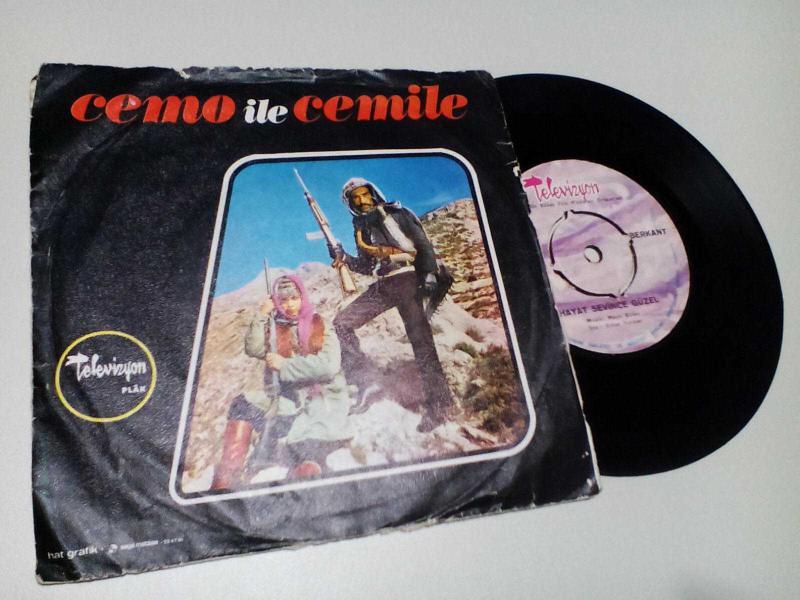 cemo ile cemile
Televizyon
PLÂK
hat grafik
Televizyon
BERKANT
HAYAT SEVİNCE GÜZEL